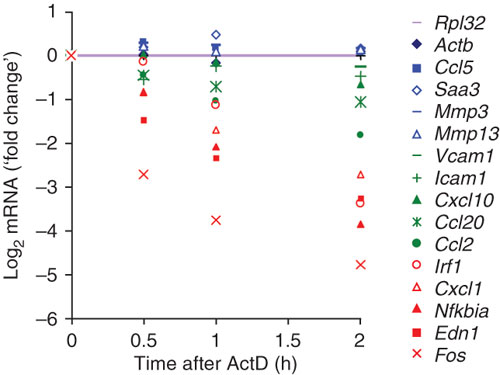 Log2 mRNA ('fold change')
1
0
−1
−2
−3
−4
−5
−6
0
0.5
1.0
1.5
2
Time after ActD (h)
Rpl32
Actb
Ccl5
Saa3
Mmp3
Mmp13
Vcam1
Icam1
Cxcl10
Ccl20
Ccl2
Irf1
Cxcl1
Nfkbia
Edn1
Fos